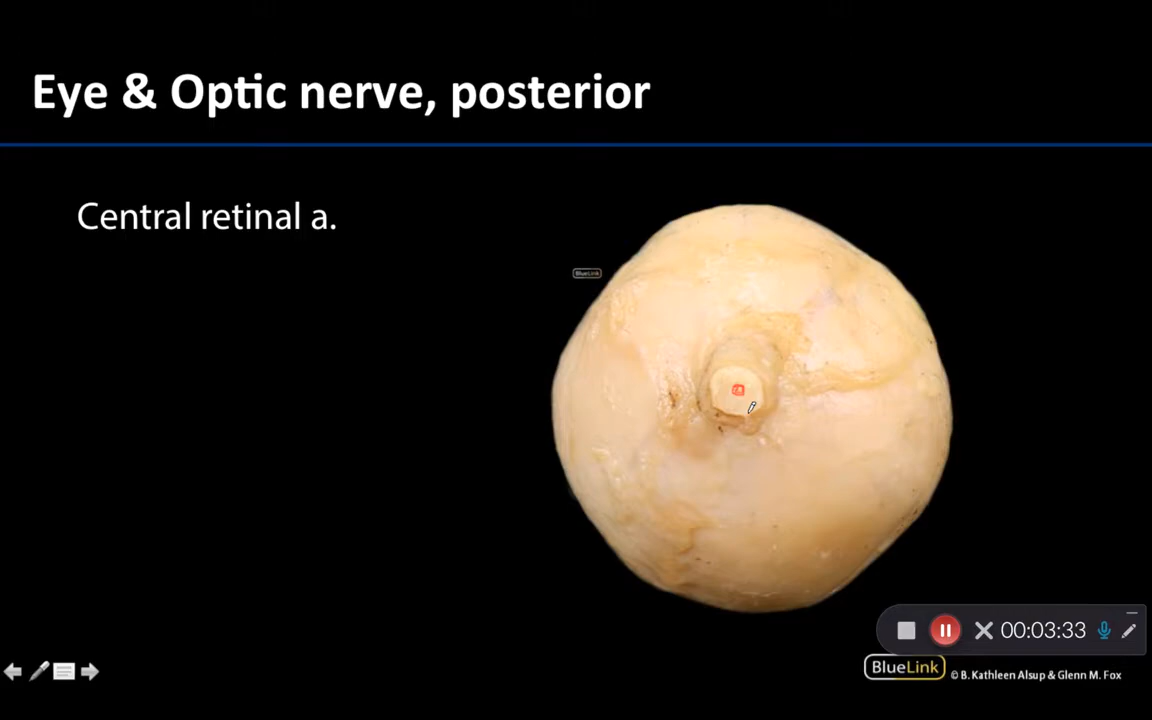 Eye & Optic nerve, posterior
Central retinal a.
BlueLink
00:03:33
BlueLink © B. Kathleen Alsup & Glenn M. Fox